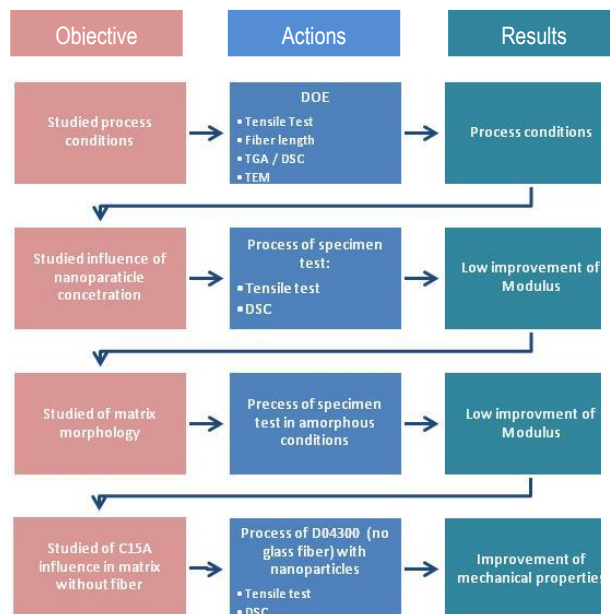 Objective
Actions
Results
Studied process
conditions
DOE
▪ Tensile Test
▪ Fiber length
▪ TGA / DSC
▪ TEM
Process conditions
Studied influence of
nanoparaticle
concetration
Process of specimen
test:
▪ Tensile test
▪ DSC
Low improvement of
Modulus
Studied of matrix
morphology
Precess of specimen
test in amorphous
conditions
Low improvment of
Modulus
Studied of C15A
influence in matrix
without fiber
Process of D04300 (no
glass fiber) with
nanoparticles
▪ Tensile test
▪ DSC
Improvement of
mechanical properties